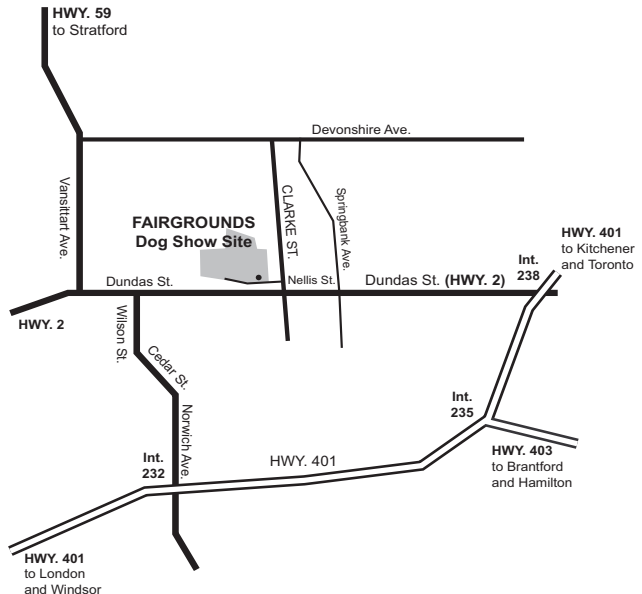 HWY. 59
to Stratford
Devonshire Ave.
Vansittart Ave.
CLARKE ST.
Springbank Ave.
FAIRGROUNDS
Dog Show Site
HWY. 401
to Kitchener
and Toronto
Int.
238
Dundas St.
Nellis St.
Dundas St. (HWY. 2)
HWY. 2
Wilson St.
Cedar St.
Norwich Ave.
Int.
235
Int.
232
HWY. 401
HWY. 403
to Brantford
and Hamilton
HWY. 401
to London
and Windsor